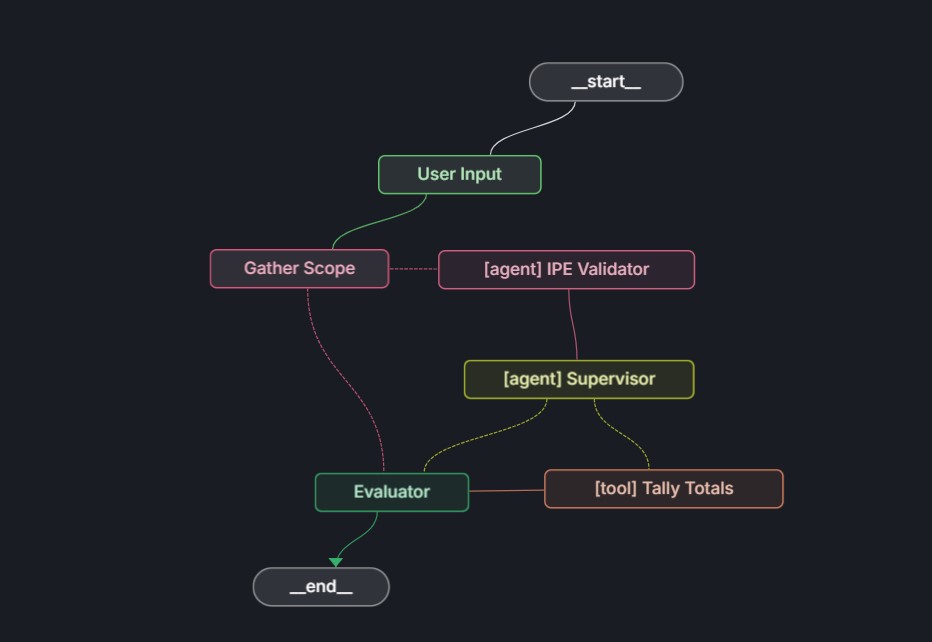 __start__
User Input
Gather Scope
[agent] IPE Validator
[agent] Supervisor
Evaluator
[tool] Tally Totals
__end__